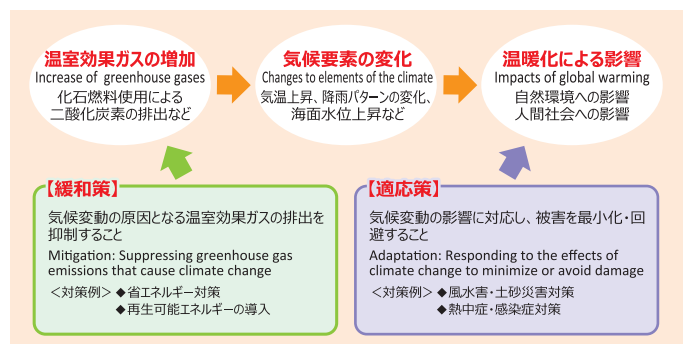 温室効果ガスの増加
Increase of greenhouse gases
化石燃料使用による
二酸化炭素の排出など
気候要素の変化
Changes to elements of the climate
気温上昇、降雨パターンの変化、
海面水位上昇など
温暖化による影響
Impacts of global warming
自然環境への影響
人間社会への影響
【緩和策】
気候変動の原因となる温室効果ガスの排出を
抑制すること
Mitigation: Suppressing greenhouse gas
emissions that cause climate change
＜対策例＞ ◆省エネルギー対策
◆再生可能エネルギーの導入
【適応策】
気候変動の影響に対応し、被害を最小化・回
避すること
Adaptation: Responding to the effects of
climate change to minimize or avoid damage
＜対策例＞ ◆風水害・土砂災害対策
◆熱中症・感染症対策